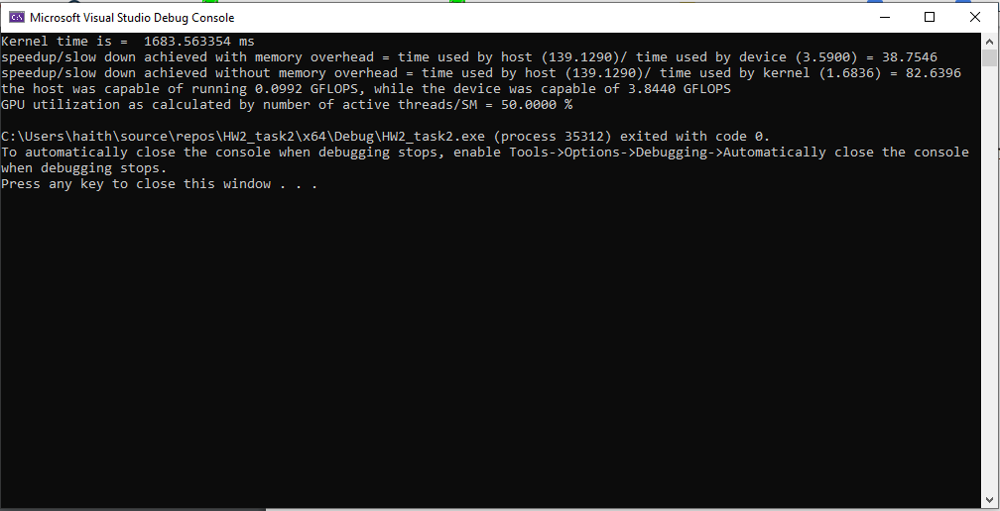 Microsoft Visual Studio Debug Console
Kernel time is =  1683.563354 ms
speedup/slow down achieved with memory overhead = time used by host (139.1290)/ time used by device (3.5900) = 38.7546
speedup/slow down achieved without memory overhead = time used by host (139.1290)/ time used by kernel (1.6836) = 82.6396
the host was capable of running 0.0992 GFLOPS, while the device was capable of 3.8440 GFLOPS
GPU utilization as calculated by number of active threads/SM = 50.0000 %
C:\Users\haith\source\repos\HW2_task2\x64\Debug\HW2_task2.exe (process 35312) exited with code 0.
To automatically close the console when debugging stops, enable Tools->Options->Debugging->Automatically close the console
when debugging stops.
Press any key to close this window . . .